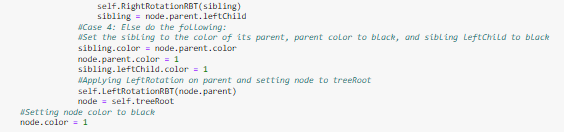 self.RightRotationRBT(sibling)
sibling = node.parent.leftChild
#Case 4: Else do the following:
#Set the sibling to the color of its parent, parent color to black, and sibling leftChild to black
sibling.color = node.parent.color
node.parent.color = 1
sibling.leftChild.color = 1
#Applying LeftRotation on parent and setting node to treeRoot
self.LeftRotationRBT(node.parent)
node = self.treeRoot
#Setting node color to black
node.color = 1